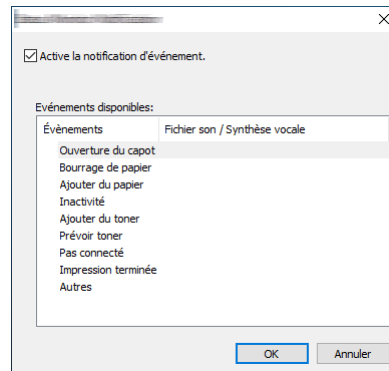 Active la notification d'événement.
Evénements disponibles:
Évènements Fichier son / Synthèse vocale
Ouverture du capot
Bourrage de papier
Ajouter du papier
Inactivité
Ajouter du toner
Prévoir toner
Pas connecté
Impression terminée
Autres
OK Annuler